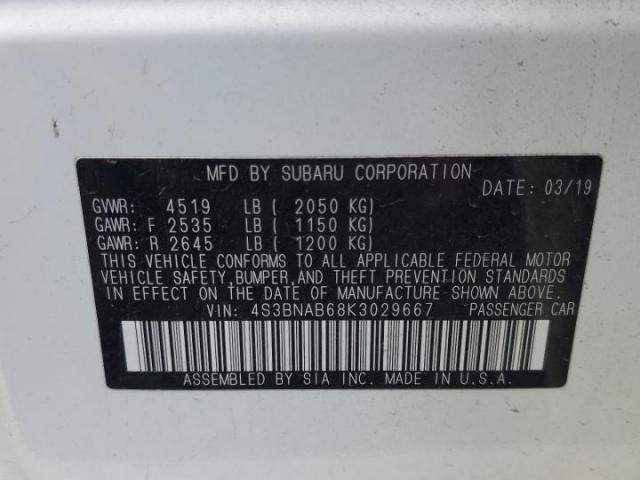 MFD BY SUBARU CORPORATION
DATE: 03/19
GVWR: 4519 LB ( 2050 KG)
GAWR: F 2535 LB ( 1150 KG)
GAWR: R 2645 LB ( 1200 KG)
THIS VEHICLE CONFORMS TO ALL APPLICABLE FEDERAL MOTOR
VEHICLE SAFETY,BUMPER,AND THEFT PREVENTION STANDARDS
IN EFFECT ON THE DATE OF MANUFACTURE SHOWN ABOVE.
VIN: 4S3BNAB68K3029667 PASSENGER CAR
ASSEMBLED BY SIA INC. MADE IN U.S.A.